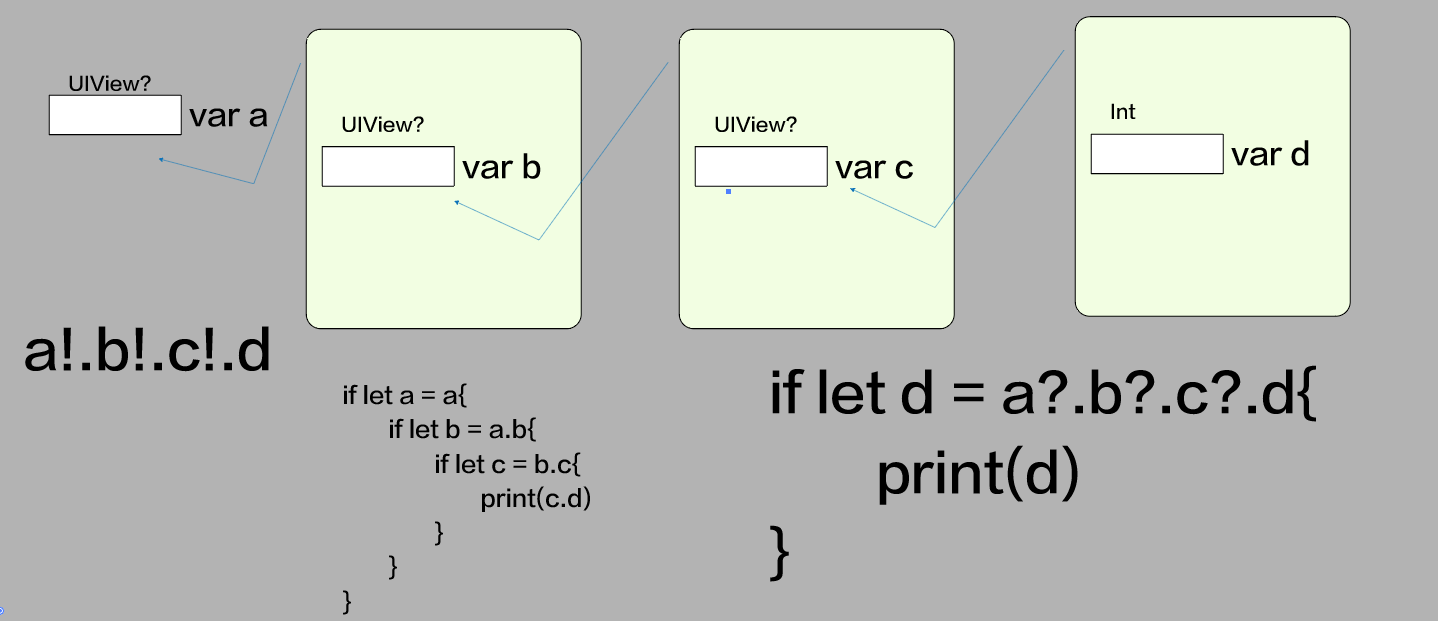 UIView?
var a
UIView?
var b
UIView?
var c
Int
var d
a!.b!.c!.d
if let a = a{
if let b = a.b{
if let c = b.c{
print(c.d)
}
}
}
if let d = a?.b?.c?.d{
print(d)
}